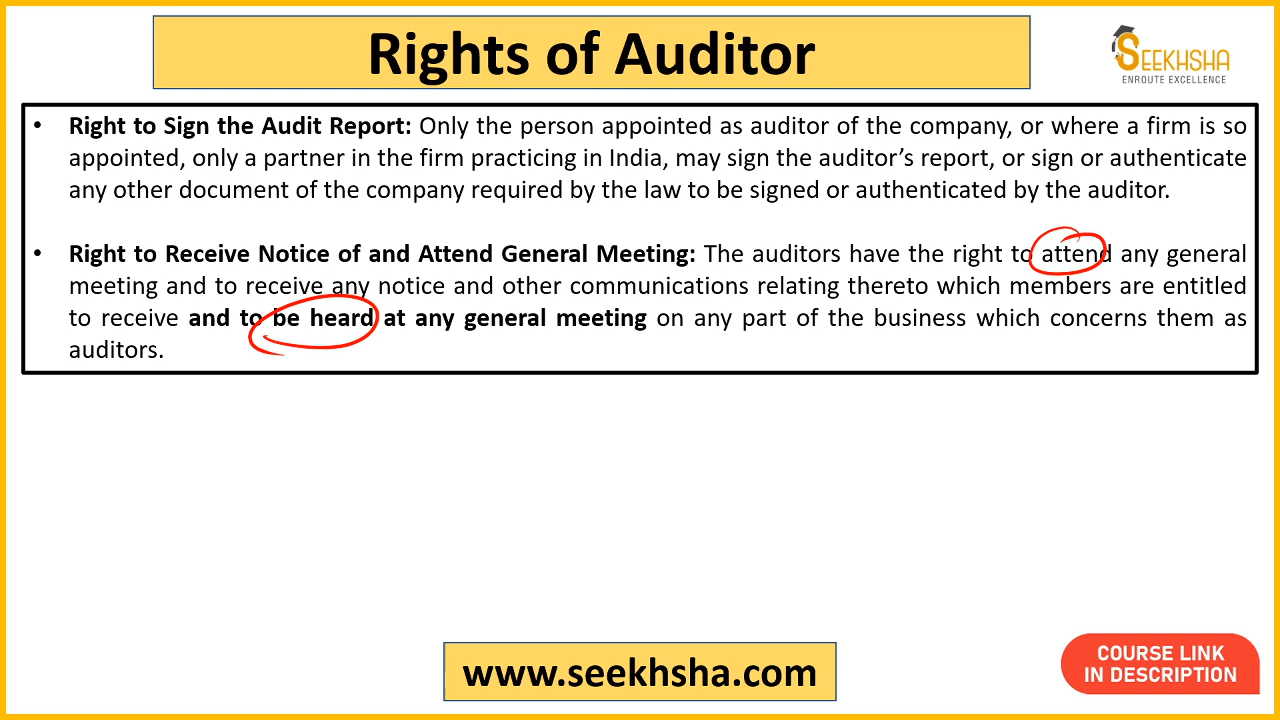 Rights of Auditor
SEEKHSHA
ENROUTE EXCELLENCE
• Right to Sign the Audit Report: Only the person appointed as auditor of the company, or where a firm is so
appointed, only a partner in the firm practicing in India, may sign the auditor’s report, or sign or authenticate
any other document of the company required by the law to be signed or authenticated by the auditor.
• Right to Receive Notice of and Attend General Meeting: The auditors have the right to attend any general
meeting and to receive any notice and other communications relating thereto which members are entitled
to receive and to be heard at any general meeting on any part of the business which concerns them as
auditors.
www.seekhsha.com
COURSE LINK
IN DESCRIPTION